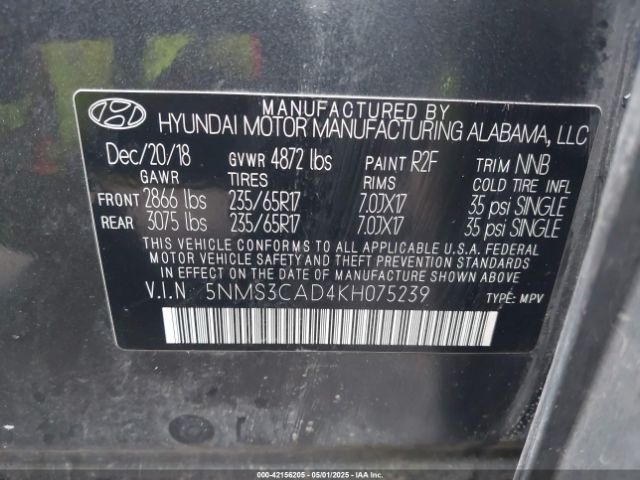 MANUFACTURED BY
HYUNDAI MOTOR MANUFACTURING ALABAMA, LLC
Dec/20/18 GVWR 4872 lbs PAINT R2F TRIM NNB
GAWR TIRES RIMS COLD TIRE INFL
FRONT 2866 lbs 235/65R17 7.0JX17 35 psi SINGLE
REAR 3075 lbs 235/65R17 7.0JX17 35 psi SINGLE
THIS VEHICLE CONFORMS TO ALL APPLICABLE U.S.A. FEDERAL
MOTOR VEHICLE SAFETY AND THEFT PREVENTION STANDARDS
IN EFFECT ON THE DATE OF MANUFACTURE SHOWN ABOVE
V.I.N 5NMS3CAD4KH075239 TYPE: MPV
000-42156205 - 05/01/2025 - IAAI.com